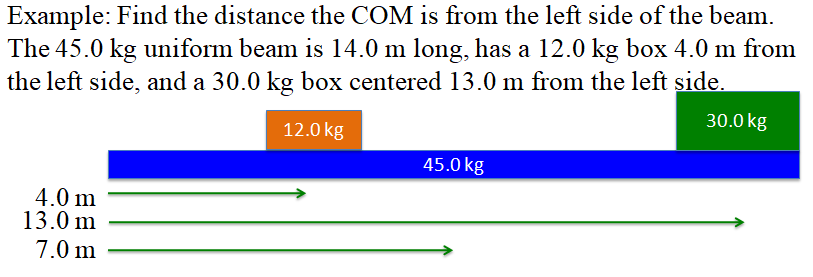 Example: Find the distance the COM is from the left side of the beam.
The 45.0 kg uniform beam is 14.0 m long, has a 12.0 kg box 4.0 m from
the left side, and a 30.0 kg box centered 13.0 m from the left side.
12.0 kg
30.0 kg
45.0 kg
4.0 m
13.0 m
7.0 m